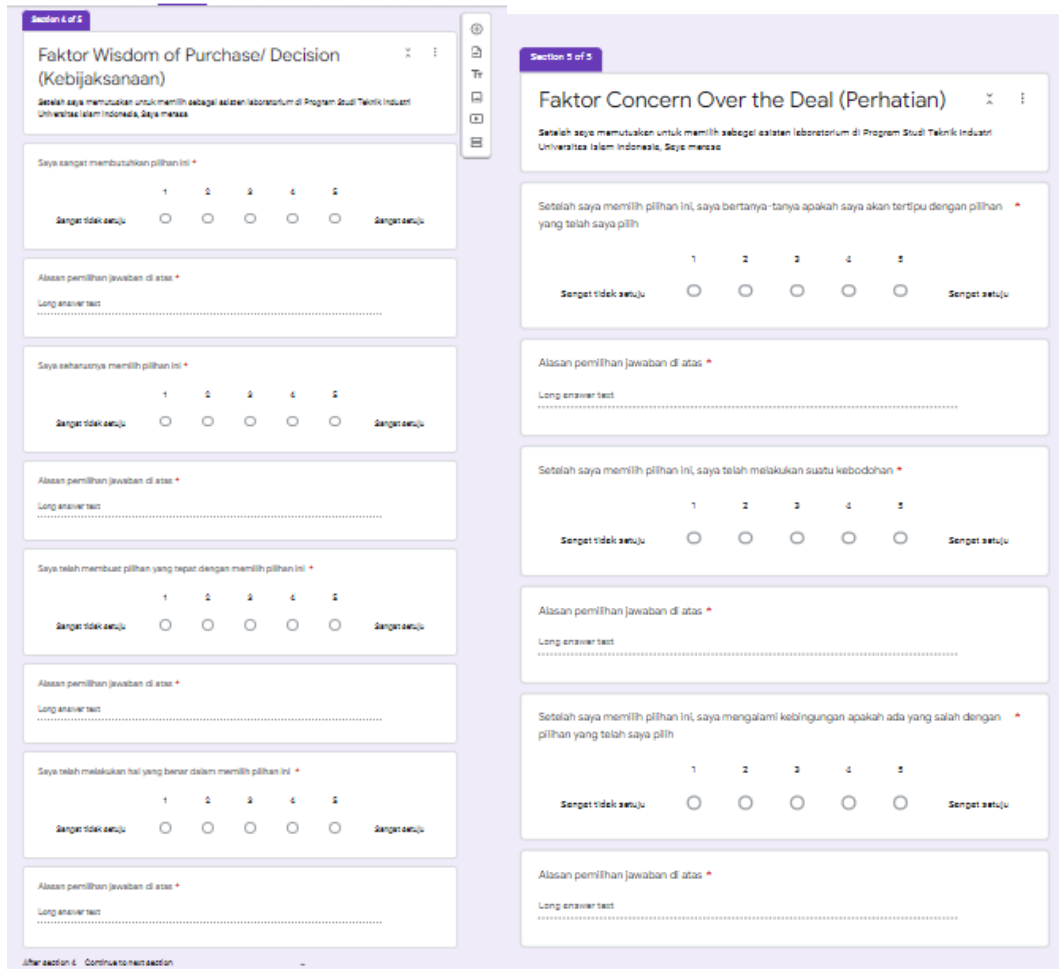 Section 4 of 5
Faktor Wisdom of Purchase/ Decision
(Kebijaksanaan)
Setelah saya memutuskan untuk memilih sebagai asisten laboratorium di Program Studi Teknik Industri
Universitas Islam Indonesia, Saya merasa
Saya sangat membutuhkan pilihan ini *
1 2 3 4 5
Sangat tidak setuju Sangat setuju
Alasan pemilihan jawaban di atas *
Long answer text
Saya seharusnya memilih pilihan ini *
1 2 3 4 5
Sangat tidak setuju Sangat setuju
Alasan pemilihan jawaban di atas *
Long answer text
Saya telah membuat pilihan yang tepat dengan memilih pilihan ini *
1 2 3 4 5
Sangat tidak setuju Sangat setuju
Alasan pemilihan jawaban di atas *
Long answer text
Saya telah melakukan hal yang benar dalam memilih pilihan ini *
1 2 3 4 5
Sangat tidak setuju Sangat setuju
Alasan pemilihan jawaban di atas *
Long answer text
After section 4 Continue to next section
Tт
Section 5 of 5
Faktor Concern Over the Deal (Perhatian)
Setelah saya memutuskan untuk memilih sebagai asisten laboratorium di Program Studi Teknik Industri
Universitas Islam Indonesia, Saya merasa
Setelah saya memilih pilihan ini, saya bertanya-tanya apakah saya akan tertipu dengan pilihan *
yang telah saya pilih
1 2 3 4 5
Sangat tidak setuju Sangat setuju
Alasan pemilihan jawaban di atas *
Long answer text
Setelah saya memilih pilihan ini, saya telah melakukan suatu kebodohan *
1 2 3 4 5
Sangat tidak setuju Sangat setuju
Alasan pemilihan jawaban di atas *
Long answer text
Setelah saya memilih pilihan ini, saya mengalami kebingungan apakah ada yang salah dengan *
pilihan yang telah saya pilih
1 2 3 4 5
Sangat tidak setuju Sangat setuju
Alasan pemilihan jawaban di atas *
Long answer text